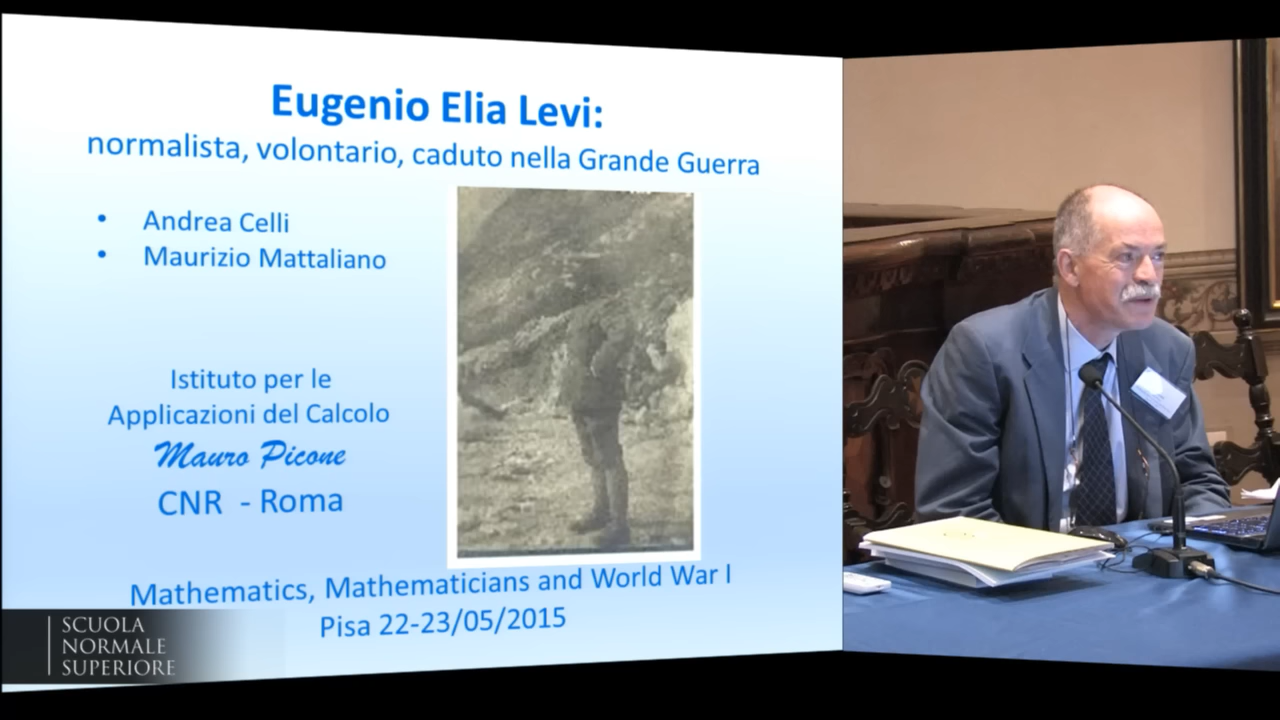 Eugenio Elia Levi:
normalista, volontario, caduto nella Grande Guerra
• Andrea Celli
• Maurizio Mattaliano
Istituto per le
Applicazioni del Calcolo
Mauro Picone
CNR - Roma
Mathematics, Mathematicians and World War I
Pisa 22-23/05/2015
SCUOLA
NORMALE
SUPERIORE